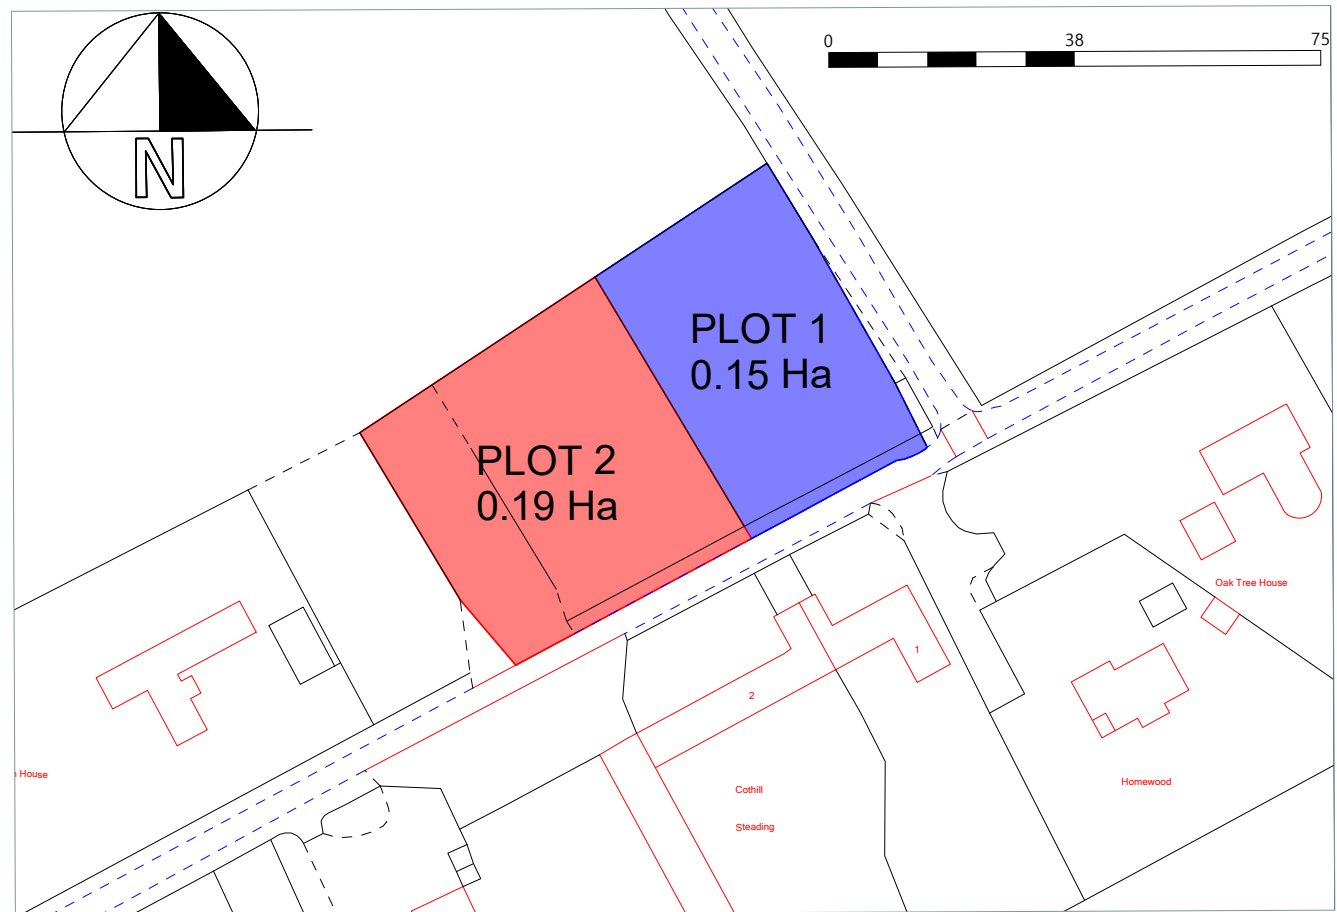 0 38 75
N
PLOT 1
0.15 Ha
PLOT 2
0.19 Ha
Oak Tree House
1
2
House
Homewood
Cothill
Steading